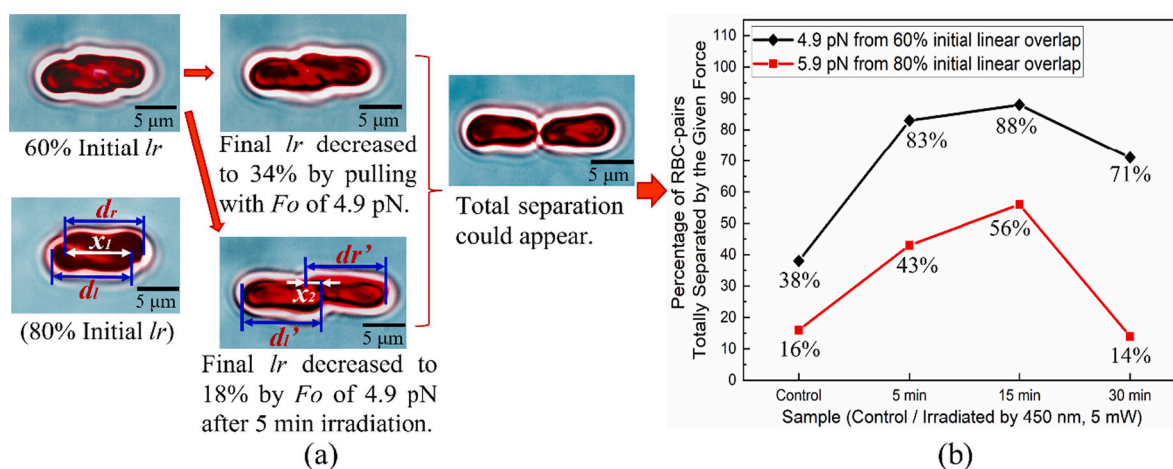 5 μm
60% Initial lr
5 μm
Final lr decreased
to 34% by pulling
with Fo of 4.9 pN.
dr
x1
dl
5 μm
(80% Initial lr)
dr’
x2
dl’
5 μm
Final lr decreased to
18% by Fo of 4.9 pN
after 5 min irradiation.
5 μm
Total separation
could appear.
(a)
Percentage of RBC-pairs
Totally Separated by the Given Force
110
100
90
80
70
60
50
40
30
20
10
0
4.9 pN from 60% initial linear overlap
5.9 pN from 80% initial linear overlap
38%
83%
88%
71%
16%
43%
56%
14%
Control
5 min
15 min
30 min
Sample (Control / Irradiated by 450 nm, 5 mW)
(b)